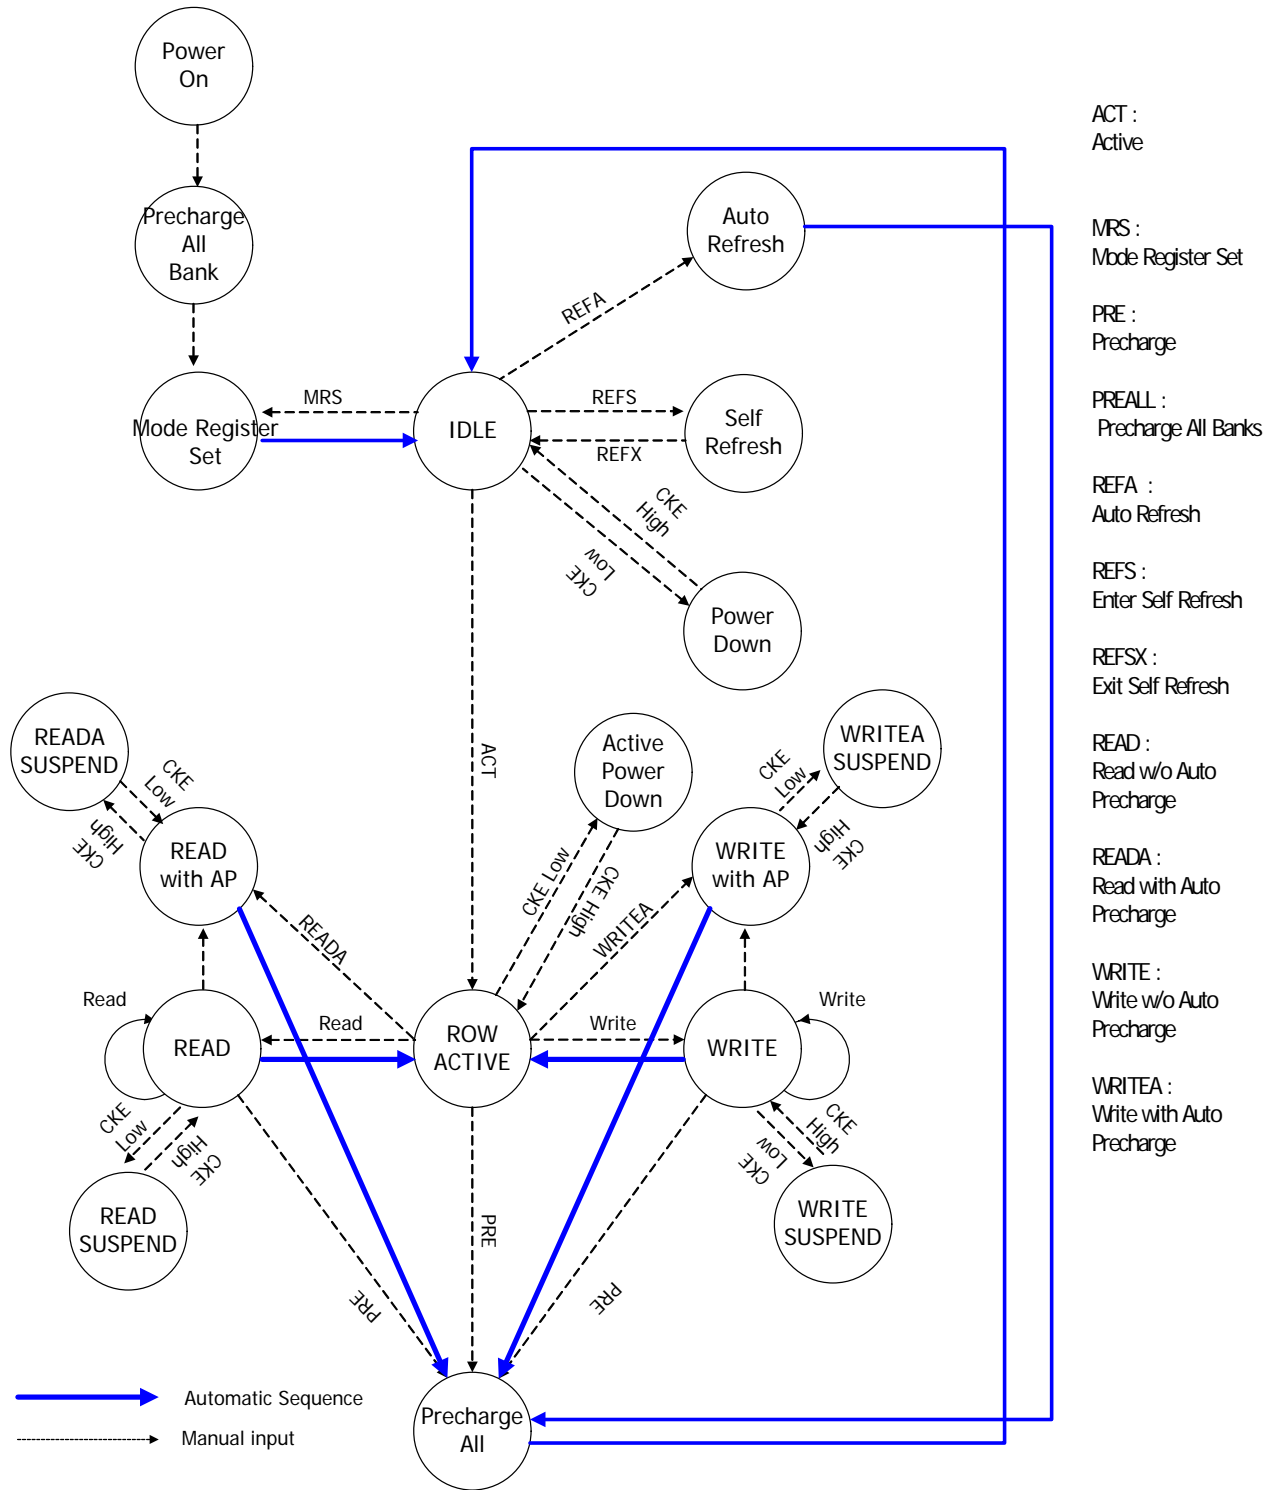 Power
On
Precharge
All
Bank
Mode Register
Set
MRS
IDLE
REFA
Auto
Refresh
REFS
REFX
Self
Refresh
CKE
High
CKE
Low
Power
Down
ACT
READA
SUSPEND
CKE
Low
CKE
High
READ
with AP
READA
Active
Power
Down
CKE Low
CKE High
WRITEA
WRITEA
SUSPEND
CKE
Low
CKE
High
WRITE
with AP
Read
READ
Read
ROW
ACTIVE
Write
WRITE
Write
CKE
Low
CKE
High
READ
SUSPEND
CKE
High
CKE
Low
WRITE
SUSPEND
PRE
PRE
PRE
Precharge
All
Automatic Sequence
Manual input
ACT :
Active
MRS :
Mode Register Set
PRE :
Precharge
PREALL :
Precharge All Banks
REFA :
Auto Refresh
REFS :
Enter Self Refresh
REFSX :
Exit Self Refresh
READ :
Read w/o Auto
Precharge
READA :
Read with Auto
Precharge
WRITE :
Write w/o Auto
Precharge
WRITEA :
Write with Auto
Precharge